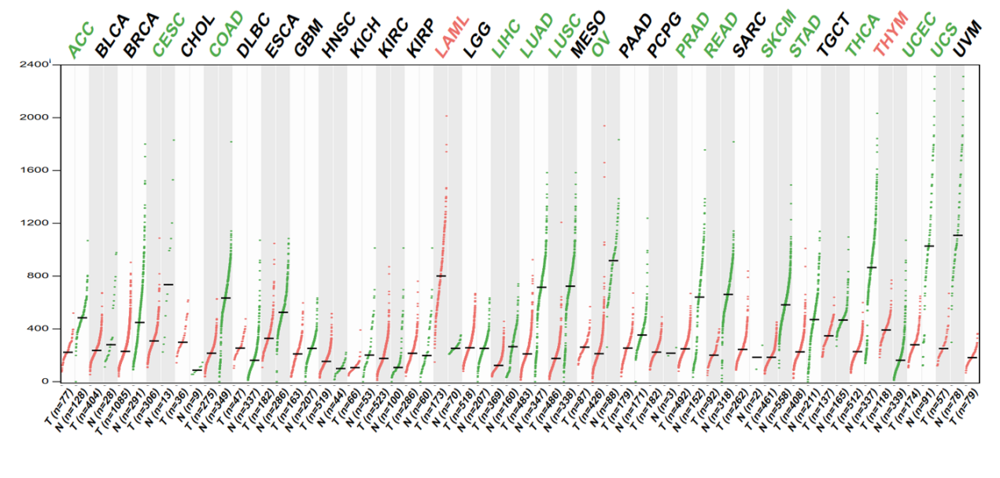 ACC
BLCA
BRCA
CESC
CHOL
COAD
DLBC
ESCA
GBM
HNSC
KICH
KIRC
KIRP
LAML
LGG
LIHC
LUAD
LUSC
MESO
OV
PAAD
PCPG
PRAD
READ
SARC
SKCM
STAD
TGCT
THCA
THYM
UCEC
UCS
UVM
2400
2000
1600
1200
800
400
0
T (n=77)
N (n=128)
T (n=404)
N (n=28)
T (n=1085)
N (n=291)
T (n=306)
N (n=13)
T (n=36)
N (n=9)
T (n=275)
N (n=349)
T (n=47)
N (n=337)
T (n=182)
N (n=286)
T (n=163)
N (n=207)
T (n=519)
N (n=44)
T (n=66)
N (n=53)
T (n=523)
N (n=100)
T (n=286)
N (n=60)
T (n=173)
N (n=70)
T (n=518)
N (n=207)
T (n=369)
N (n=160)
T (n=483)
N (n=347)
T (n=486)
N (n=338)
T (n=87)
T (n=426)
N (n=88)
T (n=179)
N (n=171)
T (n=182)
N (n=3)
T (n=492)
N (n=152)
T (n=92)
N (n=318)
T (n=262)
N (n=2)
T (n=461)
N (n=558)
T (n=408)
N (n=211)
T (n=137)
N (n=165)
T (n=512)
N (n=337)
T (n=118)
N (n=339)
T (n=174)
N (n=91)
T (n=57)
N (n=78)
T (n=79)